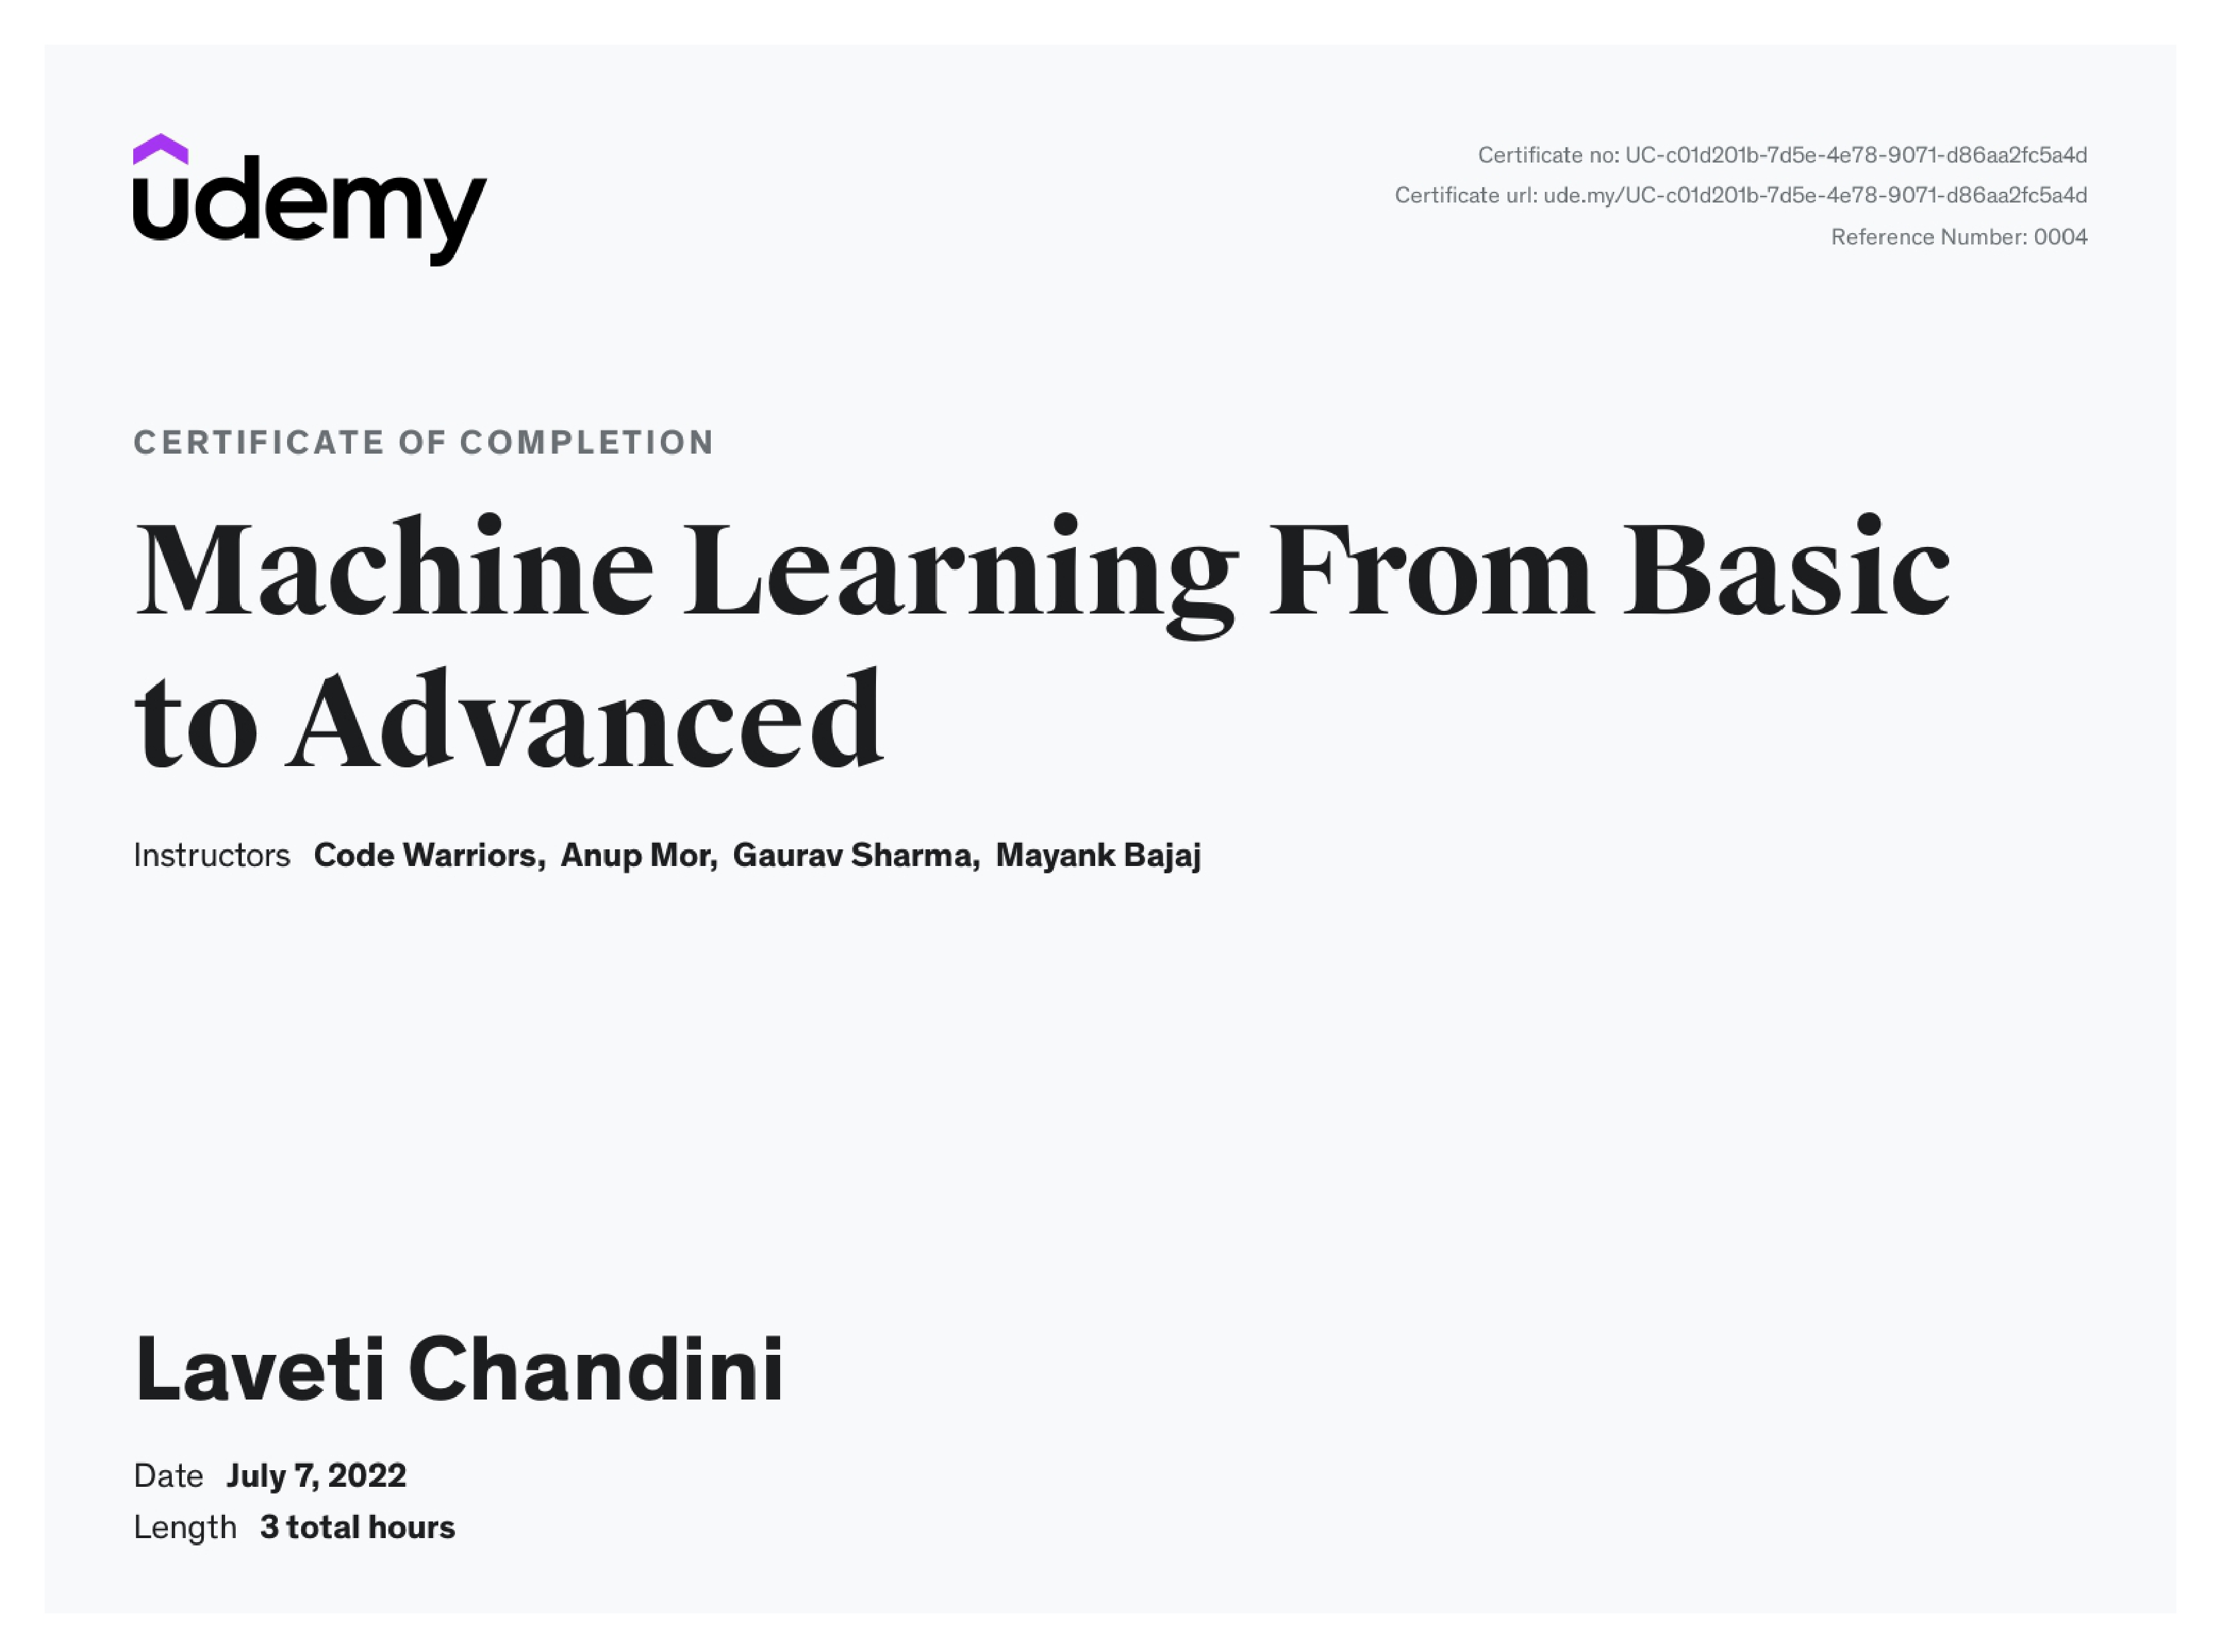 udemy
Certificate no: UC-c01d201b-7d5e-4e78-9071-d86aa2fc5a4d
Certificate url: ude.my/UC-c01d201b-7d5e-4e78-9071-d86aa2fc5a4d
Reference Number: 0004
CERTIFICATE OF COMPLETION
Machine Learning From Basic
to Advanced
Instructors Code Warriors, Anup Mor, Gaurav Sharma, Mayank Bajaj
Laveti Chandini
Date July 7, 2022
Length 3 total hours